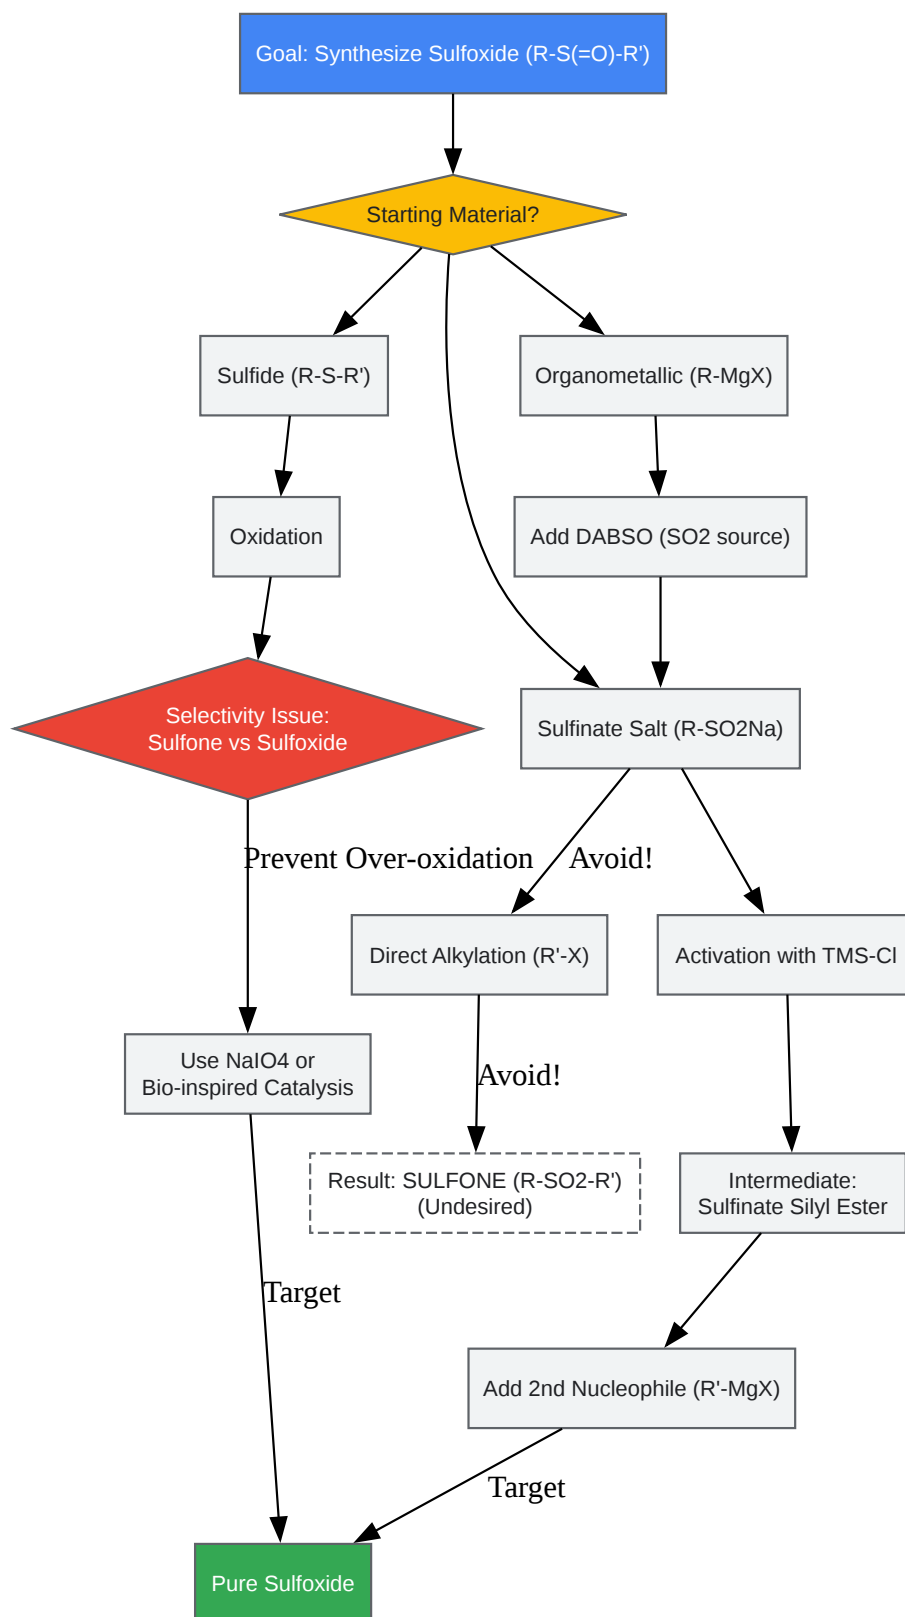 Goal: Synthesize Sulfoxide (R-S(=O)-R')
Starting Material?
Sulfide (R-S-R')
Organometallic (R-MgX)
Oxidation
Add DABSO (SO2 source)
Selectivity Issue:
Sulfone vs Sulfoxide
Sulfinate Salt (R-SO2Na)
Prevent Over-oxidation
Avoid!
Direct Alkylation (R'-X)
Activation with TMS-Cl
Use NaIO4 or
Bio-inspired Catalysis
Avoid!
Result: SULFONE (R-SO2-R')
(Undesired)
Intermediate:
Sulfinate Silyl Ester
Target
Add 2nd Nucleophile (R'-MgX)
Target
Pure Sulfoxide